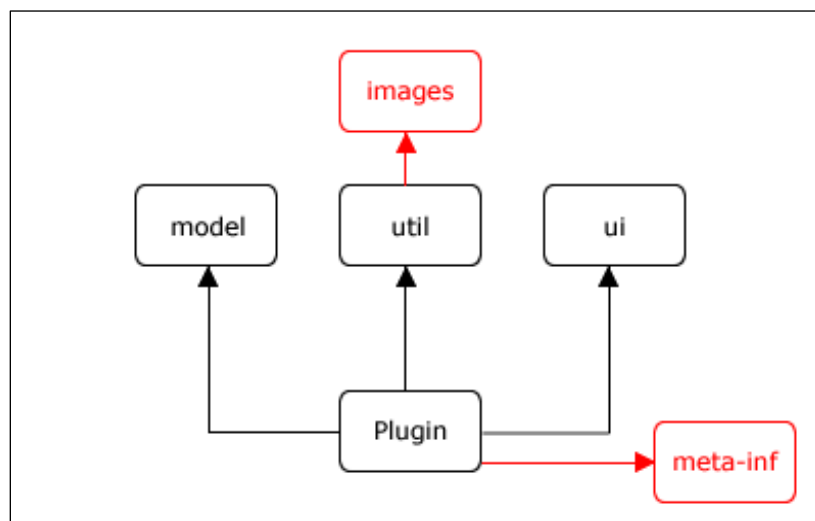 images
model
util
ui
Plugin
meta-inf